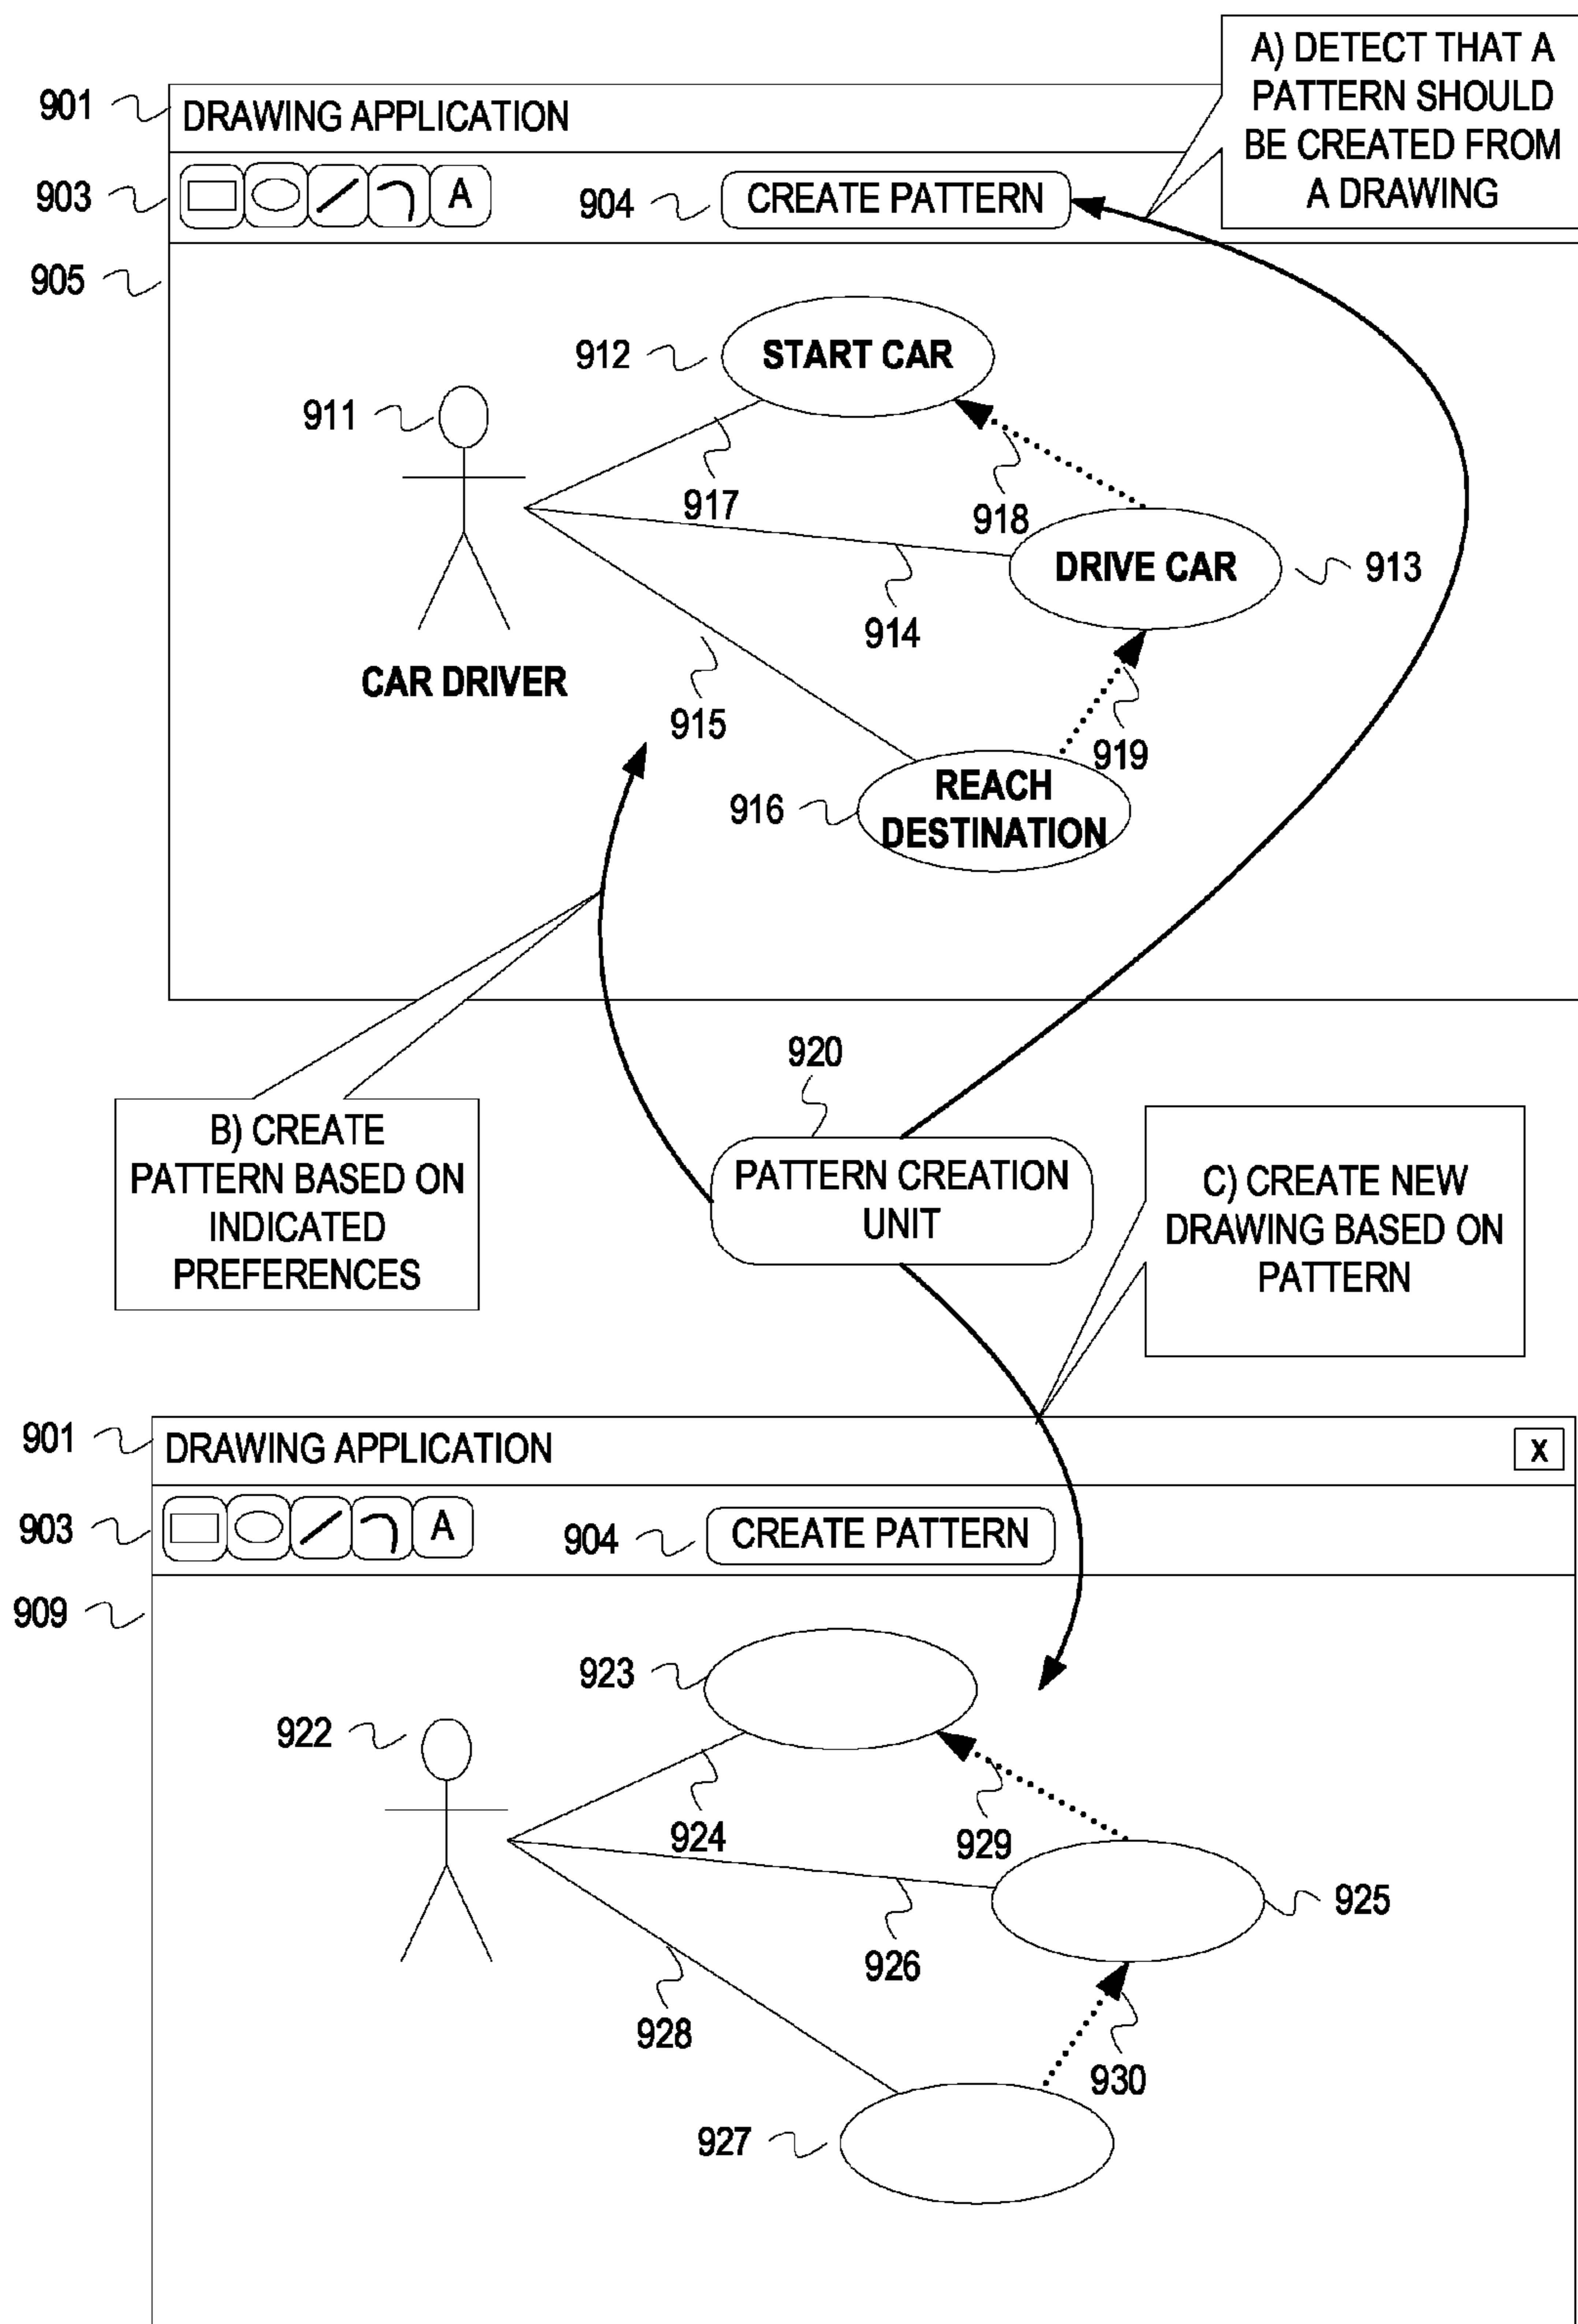 A) DETECT THAT A
PATTERN SHOULD
BE CREATED FROM
A DRAWING
901
DRAWING APPLICATION
903
A
904
CREATE PATTERN
905
912
START CAR
911
917
918
DRIVE CAR
913
914
CAR DRIVER
915
919
916
REACH
DESTINATION
920
B) CREATE
PATTERN BASED ON
INDICATED
PREFERENCES
PATTERN CREATION
UNIT
C) CREATE NEW
DRAWING BASED ON
PATTERN
901
DRAWING APPLICATION
X
903
A
904
CREATE PATTERN
909
923
922
924
929
925
926
928
930
927